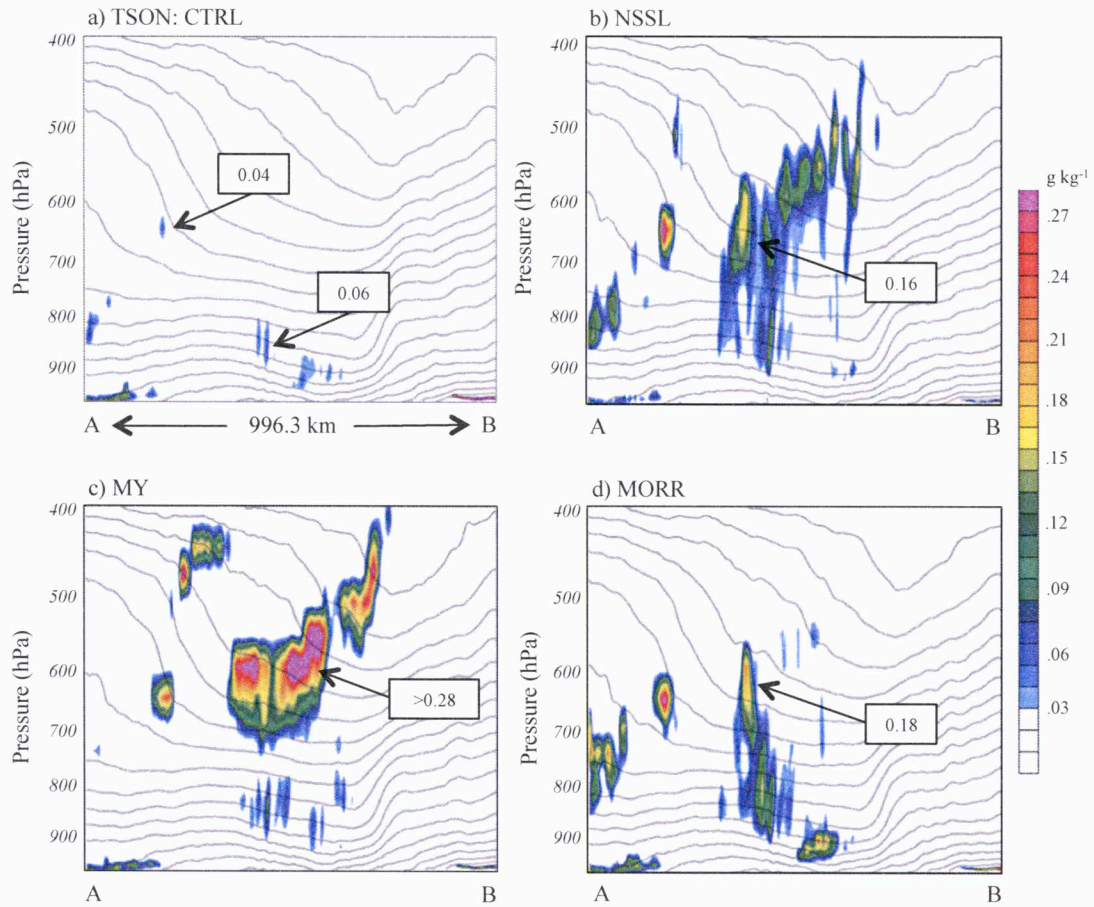 a) TSON: CTRL
400
500
600
700
800
900
Pressure (hPa)
0.04
0.06
A 996.3 km B
b) NSSL
400
500
600
700
800
900
Pressure (hPa)
0.16
A B
g kg-1
.27
.24
.21
.18
.15
.12
.09
.06
.03
c) MY
400
500
600
700
800
900
Pressure (hPa)
>0.28
A B
d) MORR
400
500
600
700
800
900
Pressure (hPa)
0.18
A B